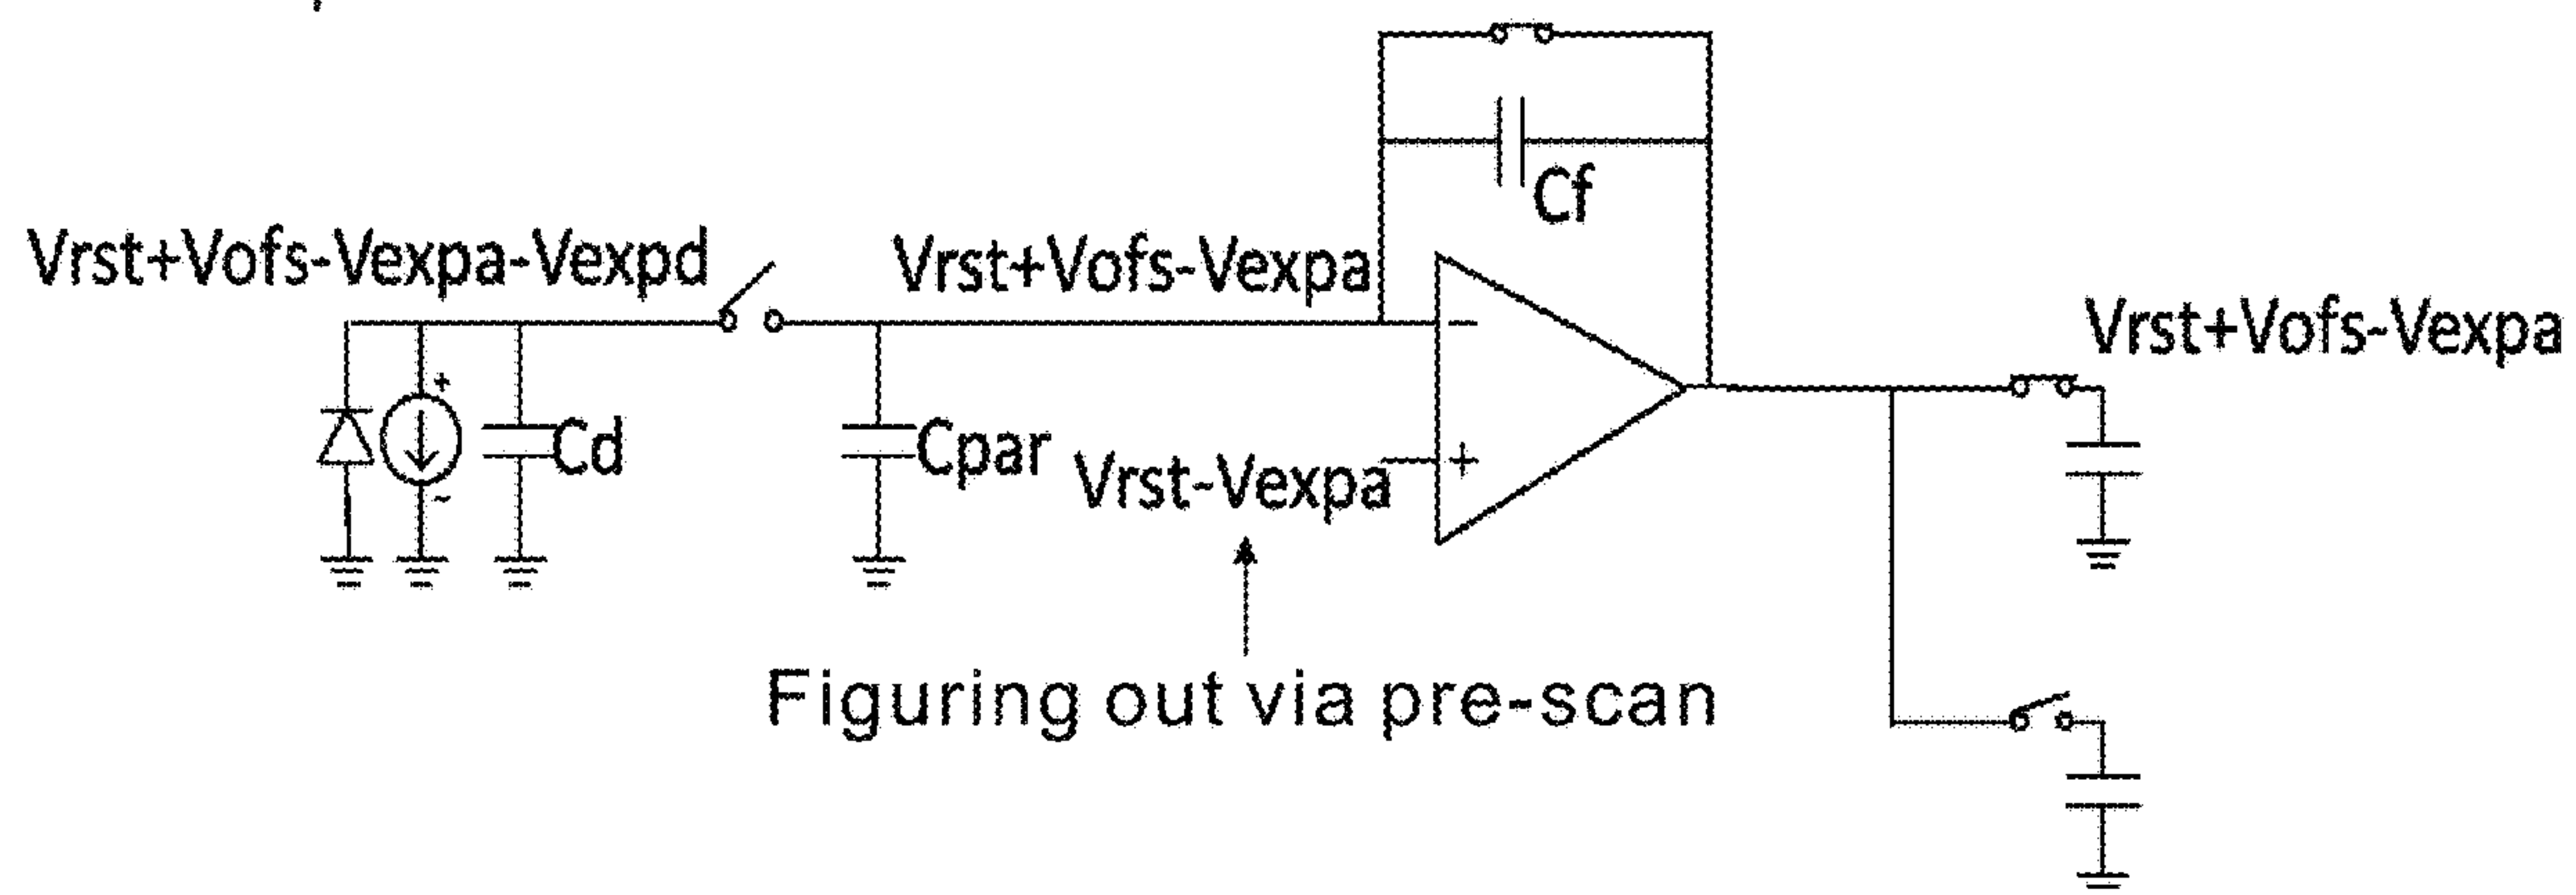 Cf
Vrst+Vofs-Vexpa-Vexpd
Vrst+Vofs-Vexpa
Vrst+Vofs-Vexpa
−
+
Cd
−
Cpar
Vrst-Vexpa
+
Figuring out via pre-scan